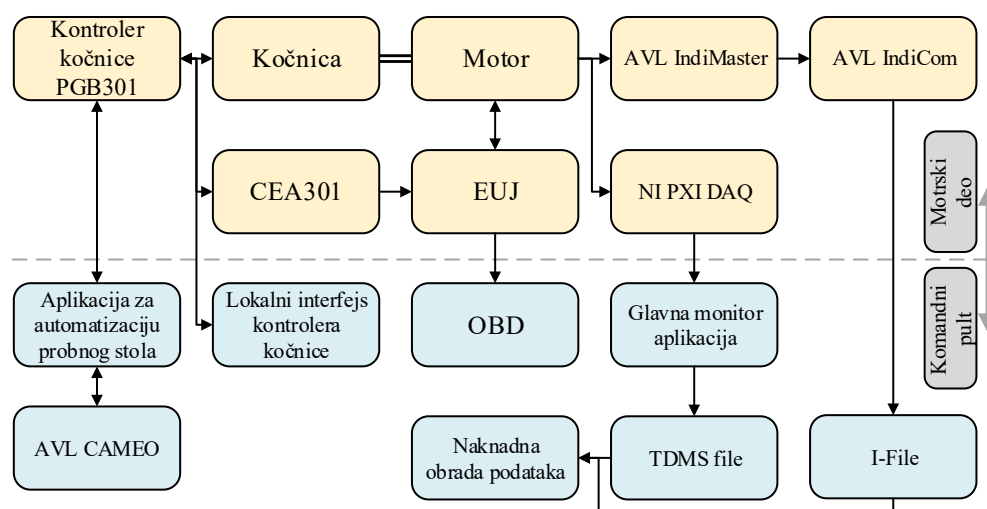 Kontroler
kočnice
PGB301
Kočnica
Motor
AVL IndiMaster
AVL IndiCom
CEA301
EUJ
NI PXI DAQ
Motrski
deo
Aplikacija za
automatizaciju
probnog stola
Lokalni interfejs
kontrolera
kočnice
OBD
Glavna monitor
aplikacija
Komandni
pult
AVL CAMEO
Naknadna
obrada podataka
TDMS file
I-File